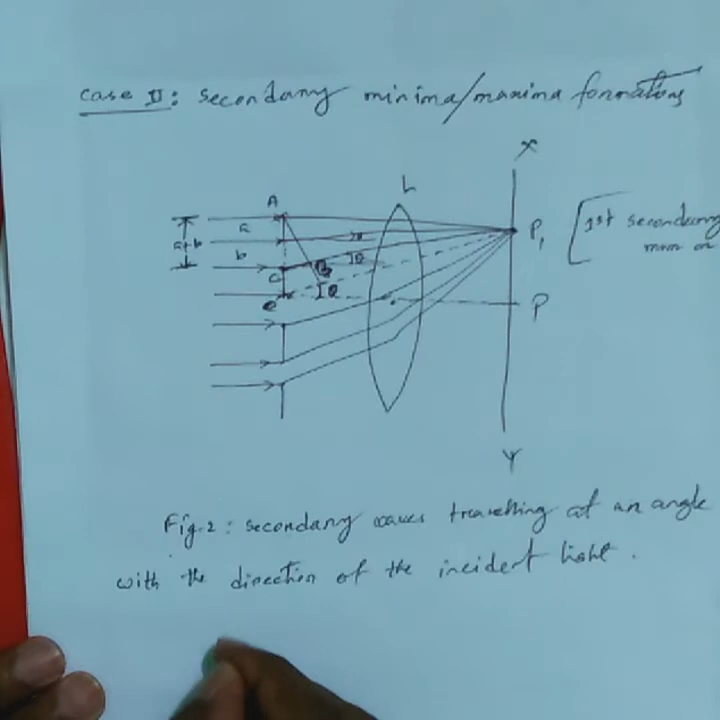 Case II: Secondary minima/maxima formations
X
A
L
a
a+b
b
θ
C
B
θ
e
θ
P1 [1st secondary
P
Y
Fig.2: Secondary waves travelling at an angle
with the direction of the incident light.